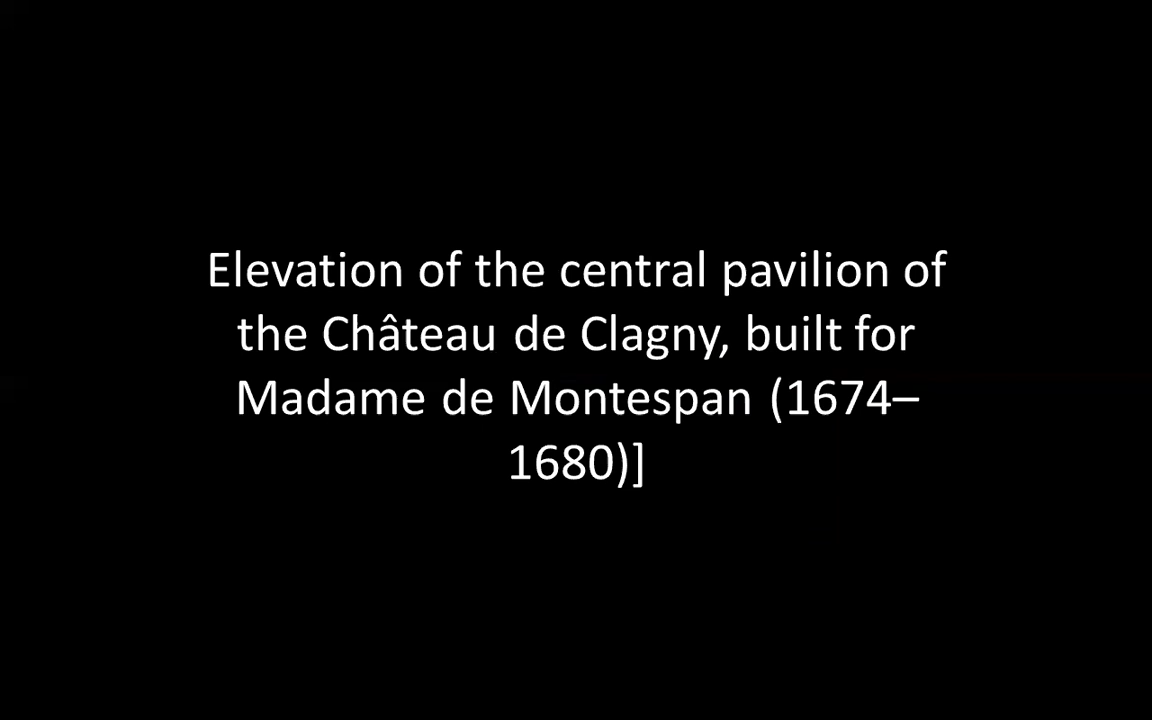 Elevation of the central pavilion of
the Château de Clagny, built for
Madame de Montespan (1674–
1680)]